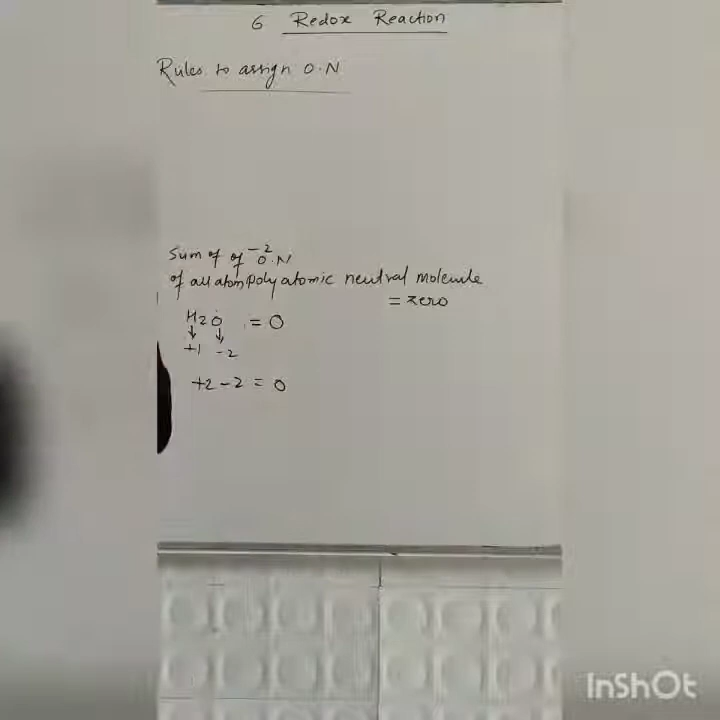 6 Redox Reaction
Rules to assign O.N
Sum of of O.N -2
of all atom poly atomic neutral molecule
= zero
H2O = 0
↓ ↓
+1 -2
+2 - 2 = 0
InShOt